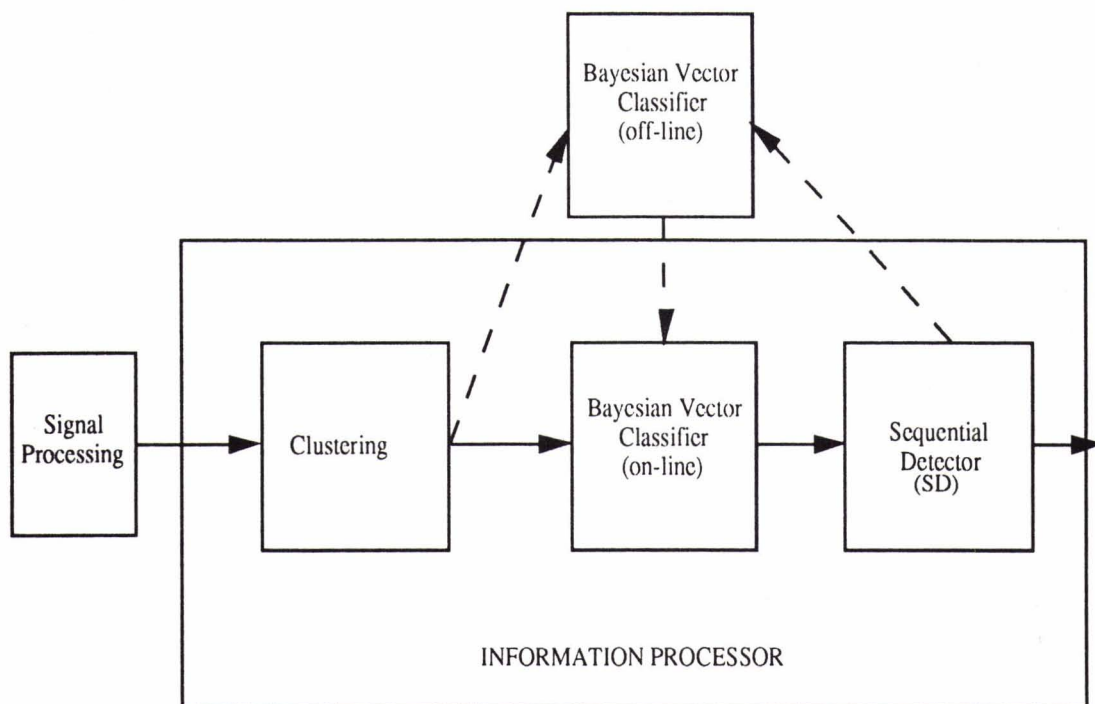 Bayesian Vector
Classifier
(off-line)
Signal
Processing
Clustering
Bayesian Vector
Classifier
(on-line)
Sequential
Detector
(SD)
INFORMATION PROCESSOR